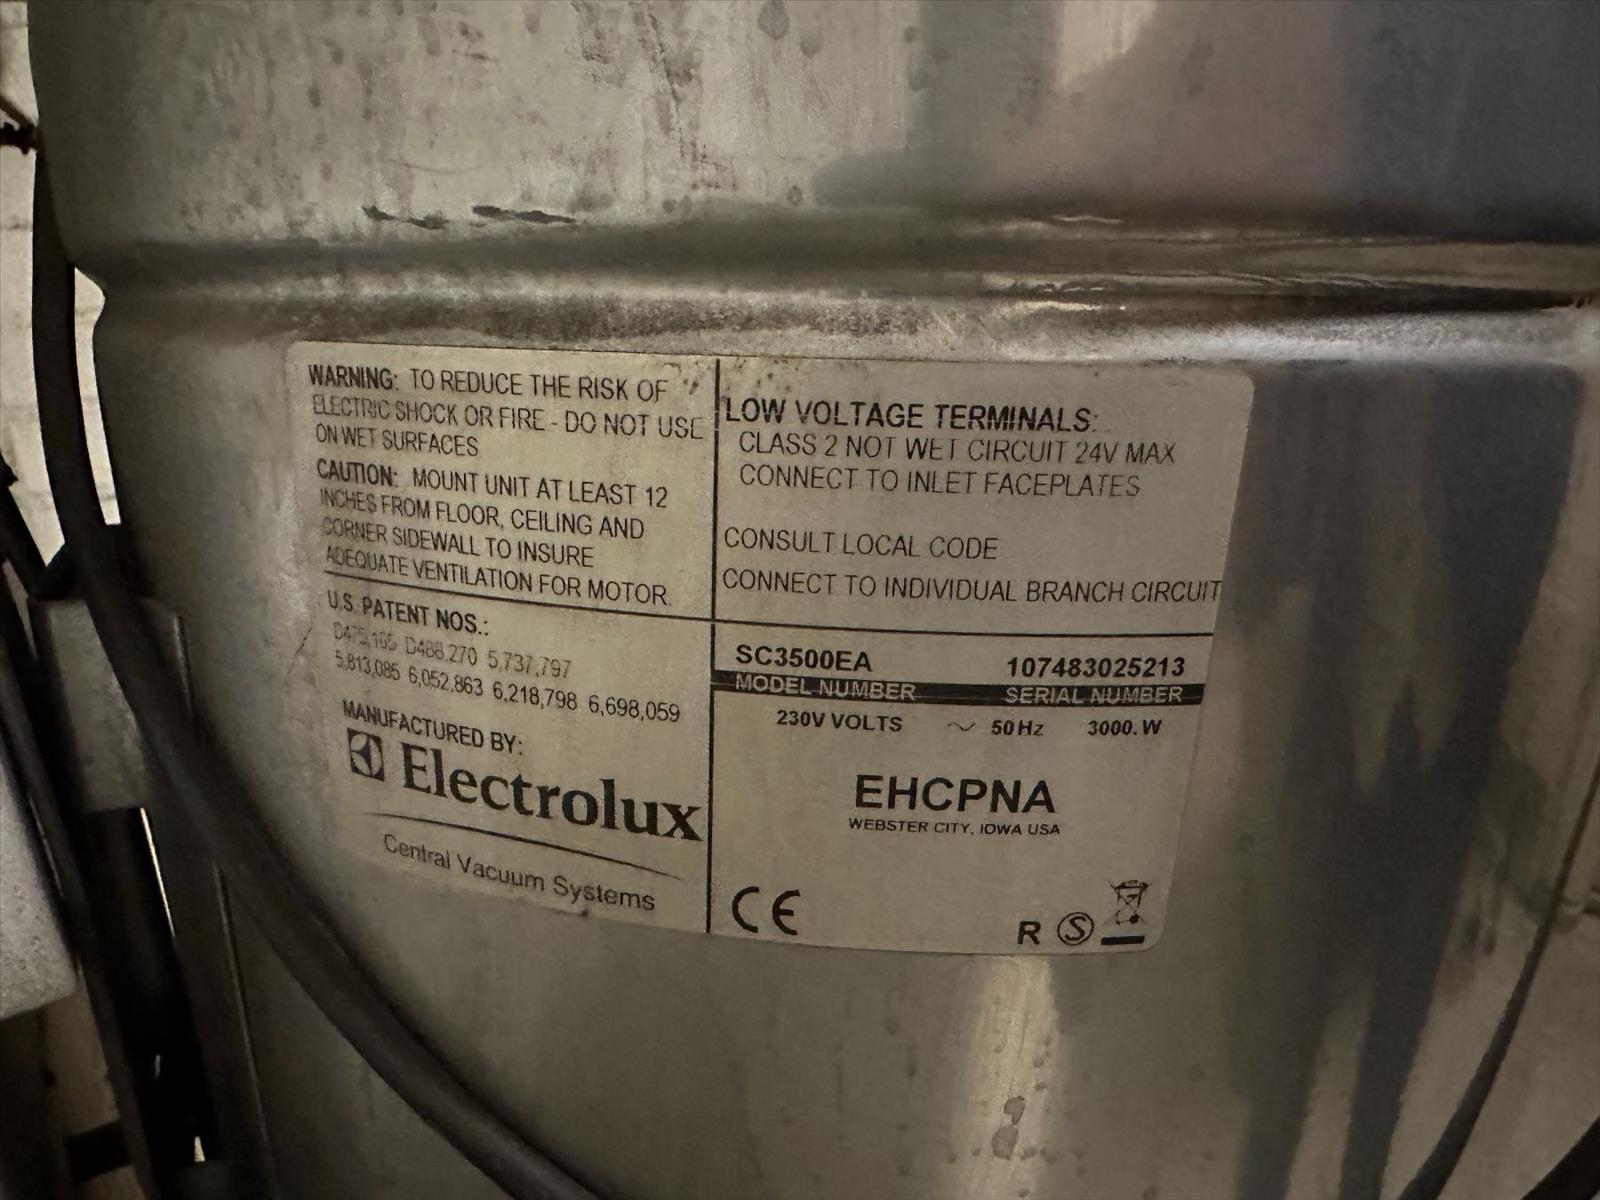 WARNING: TO REDUCE THE RISK OF
ELECTRIC SHOCK OR FIRE - DO NOT USE
ON WET SURFACES
CAUTION: MOUNT UNIT AT LEAST 12
INCHES FROM FLOOR, CEILING AND
CORNER SIDEWALL TO INSURE
ADEQUATE VENTILATION FOR MOTOR.
U.S. PATENT NOS.:
D475,165 D488,270 5,737,797
5,813,085 6,052,863 6,218,798 6,698,059
MANUFACTURED BY:
Electrolux
Central Vacuum Systems
LOW VOLTAGE TERMINALS:
CLASS 2 NOT WET CIRCUIT 24V MAX
CONNECT TO INLET FACEPLATES
CONSULT LOCAL CODE
CONNECT TO INDIVIDUAL BRANCH CIRCUIT
SC3500EA 107483025213
MODEL NUMBER SERIAL NUMBER
230V VOLTS ~ 50 Hz 3000. W
EHCPNA
WEBSTER CITY, IOWA USA
CE R S